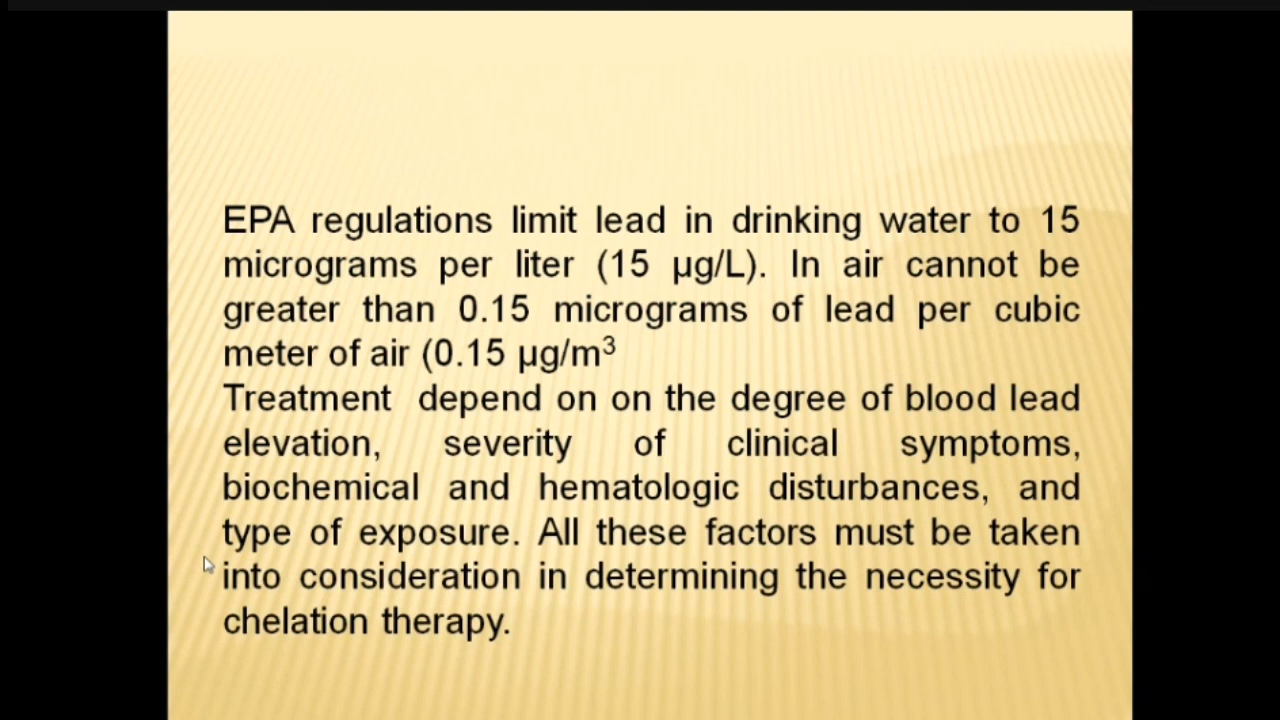 EPA regulations limit lead in drinking water to 15
micrograms per liter (15 µg/L). In air cannot be
greater than 0.15 micrograms of lead per cubic
meter of air (0.15 µg/m³
Treatment depend on on the degree of blood lead
elevation, severity of clinical symptoms,
biochemical and hematologic disturbances, and
type of exposure. All these factors must be taken
into consideration in determining the necessity for
chelation therapy.